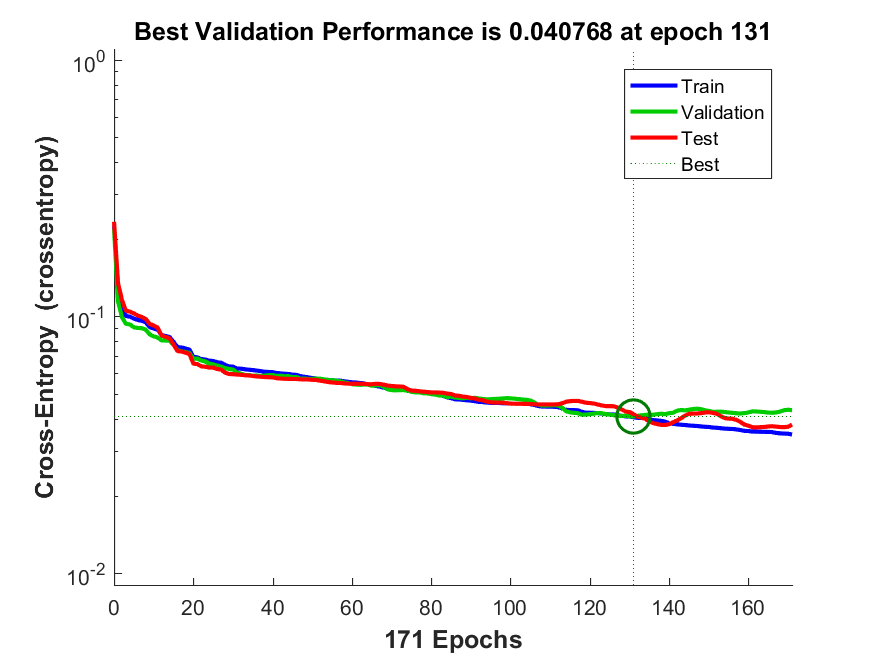 Best Validation Performance is 0.040768 at epoch 131
10^0
10^-1
10^-2
Cross-Entropy (crossentropy)
Train
Validation
Test
Best
0 20 40 60 80 100 120 140 160
171 Epochs